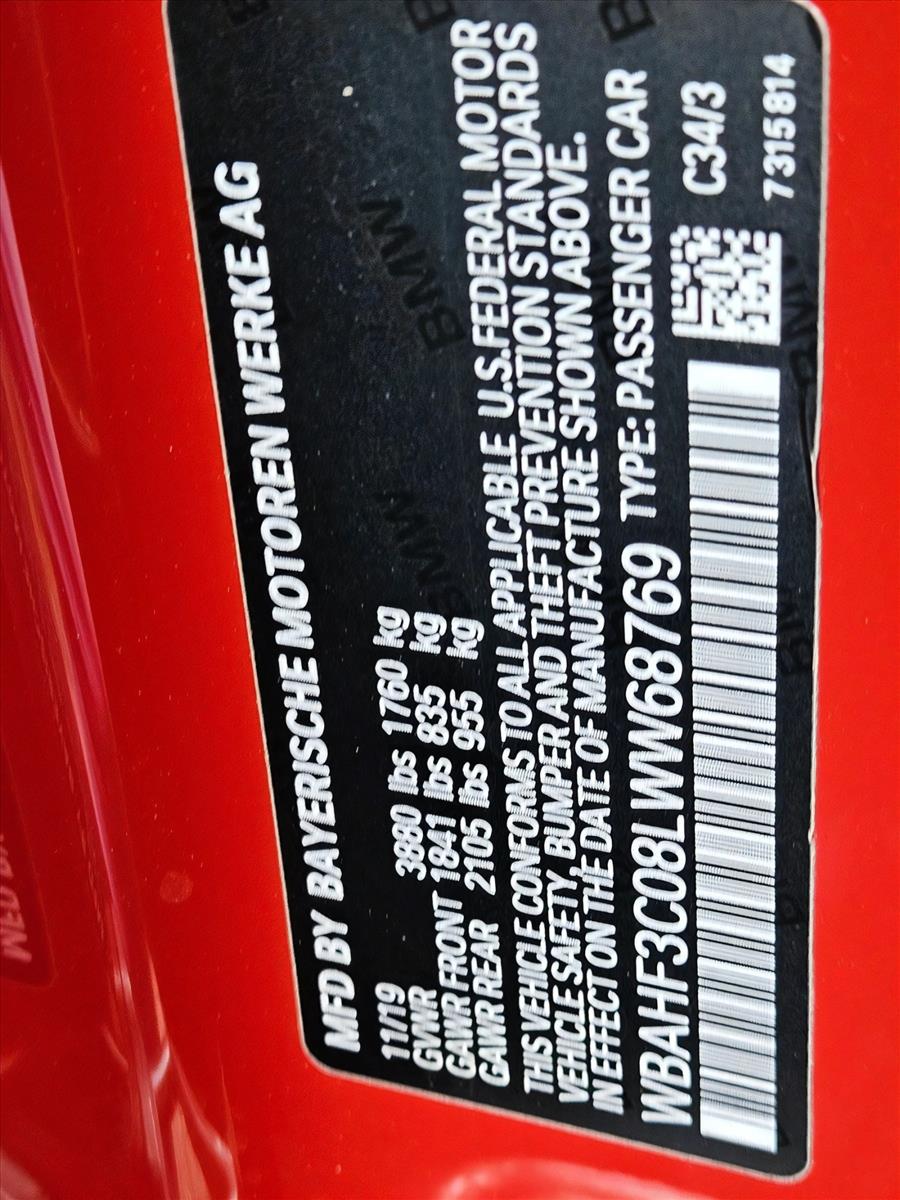 MFD BY BAYERISCHE MOTOREN WERKE AG
11/19
GVWR 3880 lbs 1760 kg
GAWR FRONT 1841 lbs 835 kg
GAWR REAR 2105 lbs 955 kg
THIS VEHICLE CONFORMS TO ALL APPLICABLE U.S.FEDERAL MOTOR
VEHICLE SAFETY, BUMPER AND THEFT PREVENTION STANDARDS
IN EFFECT ON THE DATE OF MANUFACTURE SHOWN ABOVE.
WBAHF3C08LWW68769 TYPE: PASSENGER CAR
C34/3
7315814
BMW
BMW